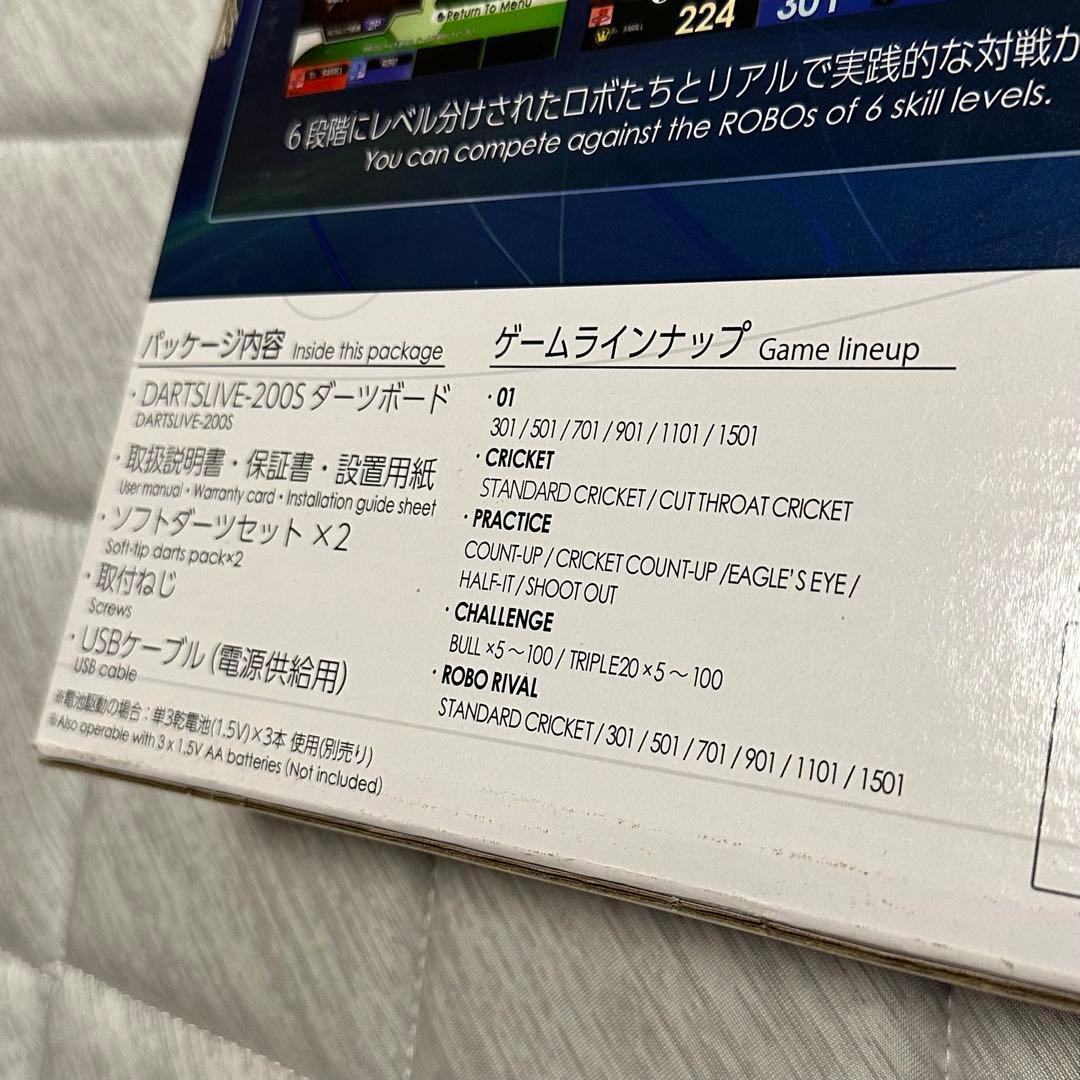 Return To Menu
224
301
6段階にレベル分けされたロボたちとリアルで実践的な対戦が
You can compete against the ROBOs of 6 skill levels.
パッケージ内容 Inside this package
・DARTSLIVE-200S ダーツボード
DARTSLIVE-200S
・取扱説明書・保証書・設置用紙
User manual・Warranty card・Installation guide sheet
・ソフトダーツセット ×2
Soft-tip darts pack×2
・取付ねじ
Screws
・USBケーブル (電源供給用)
USB cable
※電池駆動の場合：単3乾電池(1.5V)×3本 使用(別売り)
※Also operable with 3 x 1.5V AA batteries (Not included)
ゲームラインナップ Game lineup
・01
301 / 501 / 701 / 901 / 1101 / 1501
・CRICKET
STANDARD CRICKET / CUT THROAT CRICKET
・PRACTICE
COUNT-UP / CRICKET COUNT-UP /EAGLE'S EYE /
HALF-IT / SHOOT OUT
・CHALLENGE
BULL ×5～100 / TRIPLE20 ×5～100
・ROBO RIVAL
STANDARD CRICKET / 301 / 501 / 701 / 901 / 1101 / 1501